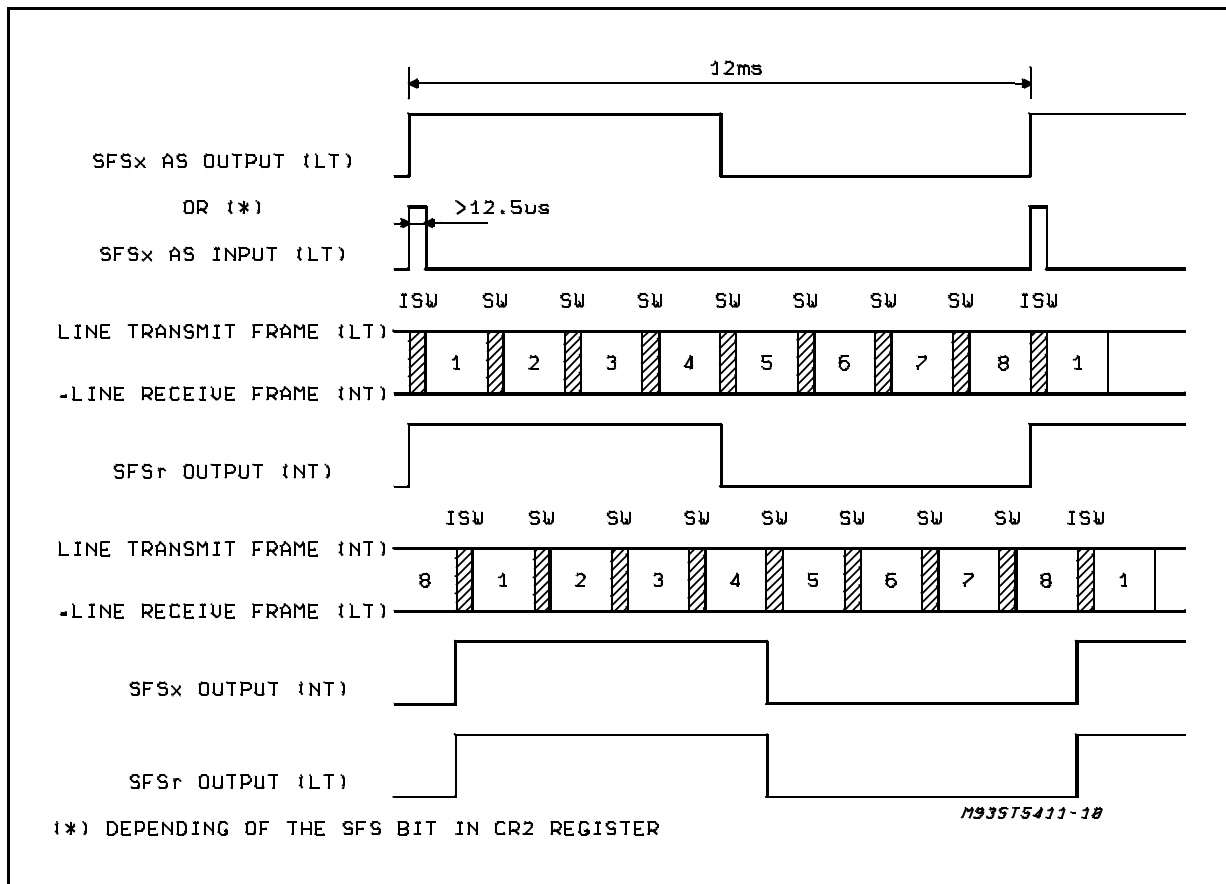 12ms
SFSx AS OUTPUT (LT)
OR (*)
>12.5us
SFSx AS INPUT (LT)
ISW SW SW SW SW SW SW SW ISW
LINE TRANSMIT FRAME (LT)
1 2 3 4 5 6 7 8 1
-LINE RECEIVE FRAME (NT)
SFSr OUTPUT (NT)
ISW SW SW SW SW SW SW SW ISW
LINE TRANSMIT FRAME (NT)
8 1 2 3 4 5 6 7 8 1
-LINE RECEIVE FRAME (LT)
SFSx OUTPUT (NT)
SFSr OUTPUT (LT)
M93ST5411-10
(*) DEPENDING OF THE SFS BIT IN CR2 REGISTER